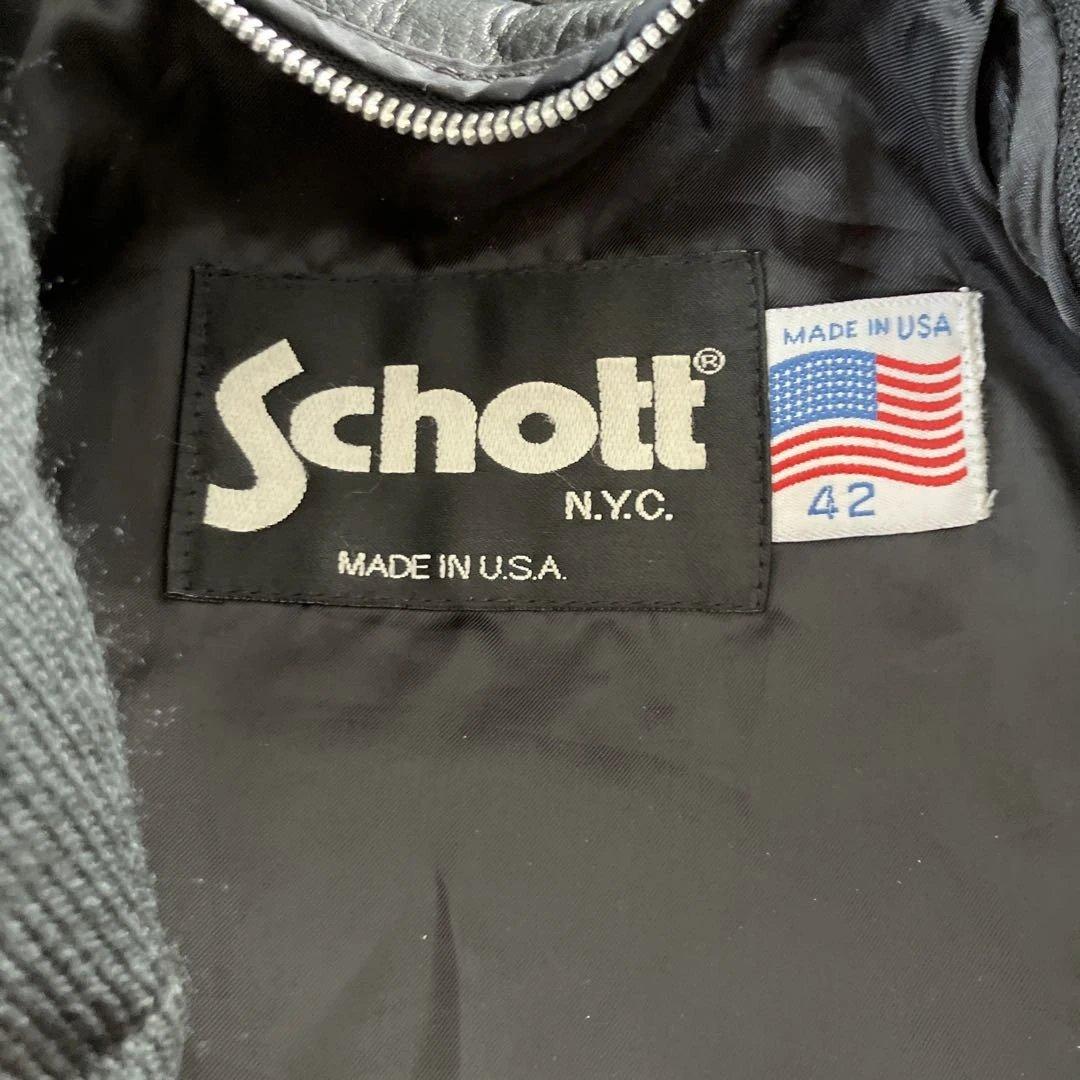 Schott®
N.Y.C.
MADE IN U.S.A.
MADE IN USA
42